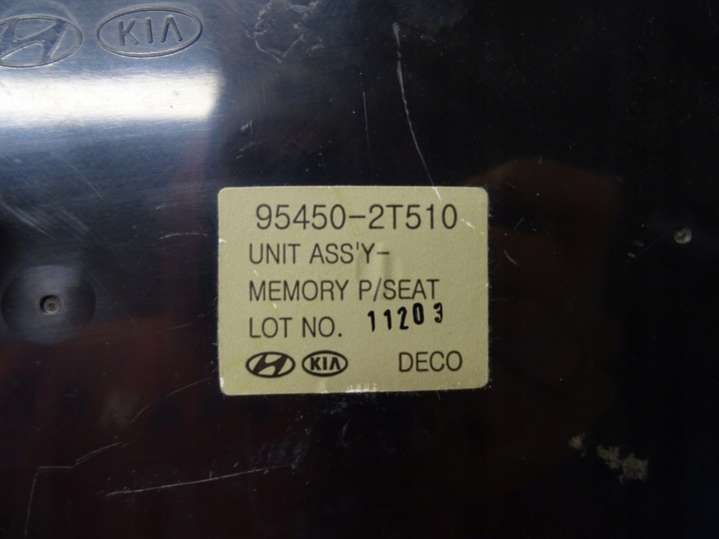 KIA
95450-2T510
UNIT ASS'Y-
MEMORY P/SEAT
LOT NO. 11203
KIA DECO